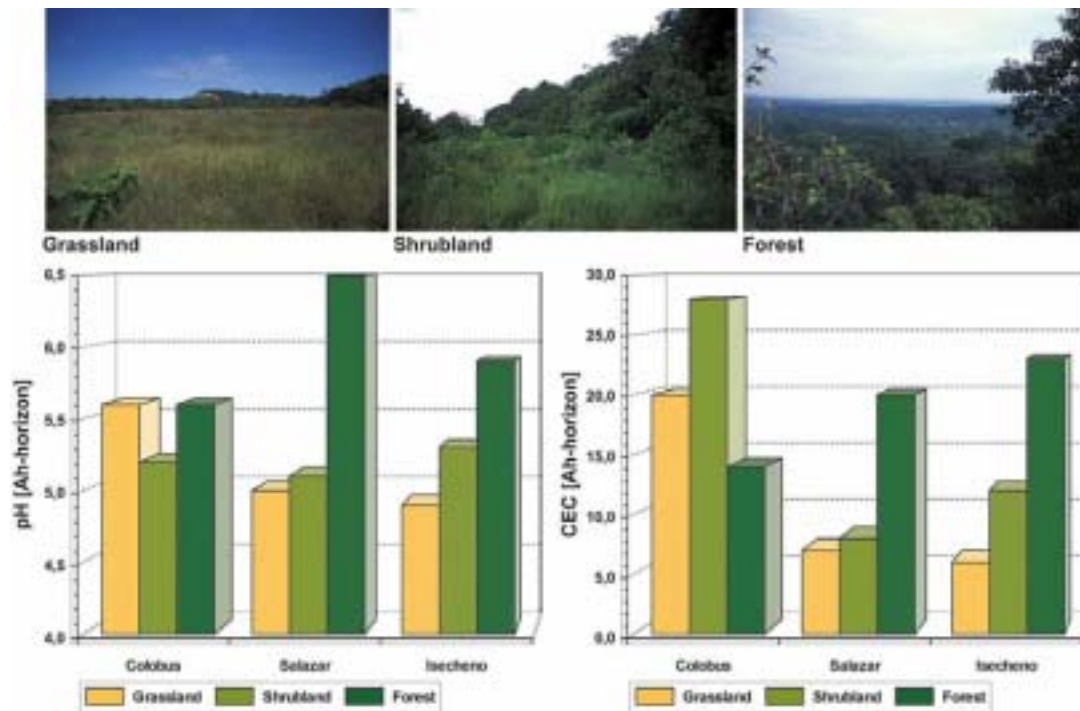 Grassland Shrubland Forest
pH [Ah-horizon]
6,5
6,0
5,5
5,0
4,5
4,0
Colobus Salazar Isecheno
Grassland Shrubland Forest
CEC [Ah-horizon]
30,0
25,0
20,0
15,0
10,0
5,0
0,0
Colobus Salazar Isecheno
Grassland Shrubland Forest